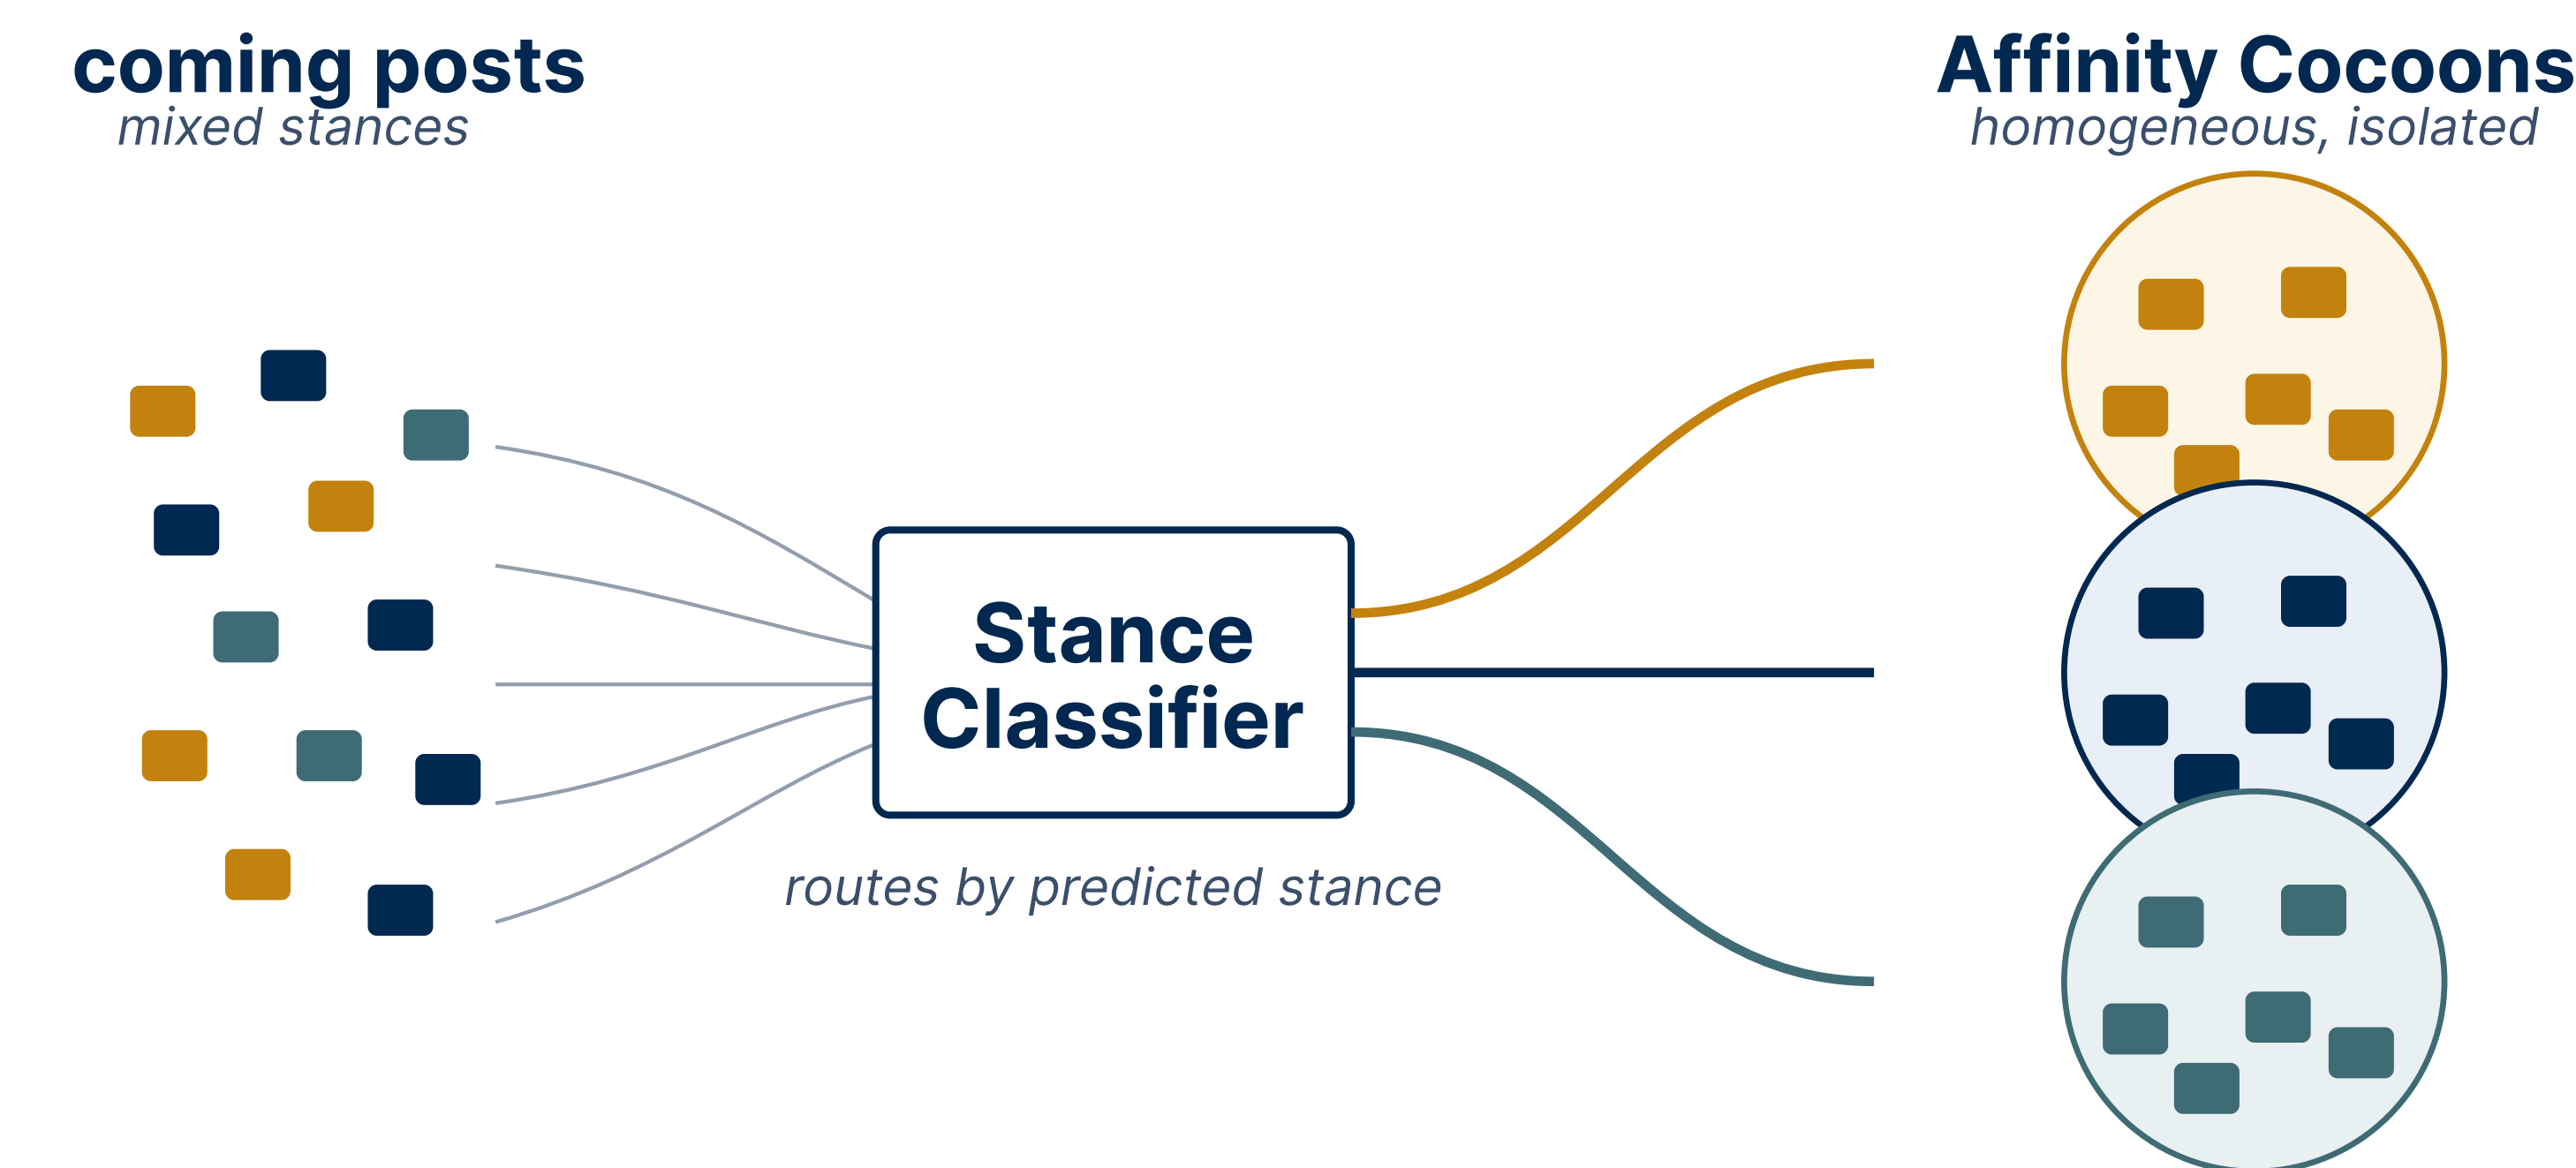 coming posts
mixed stances
Affinity Cocoons
homogeneous, isolated
Stance
Classifier
routes by predicted stance